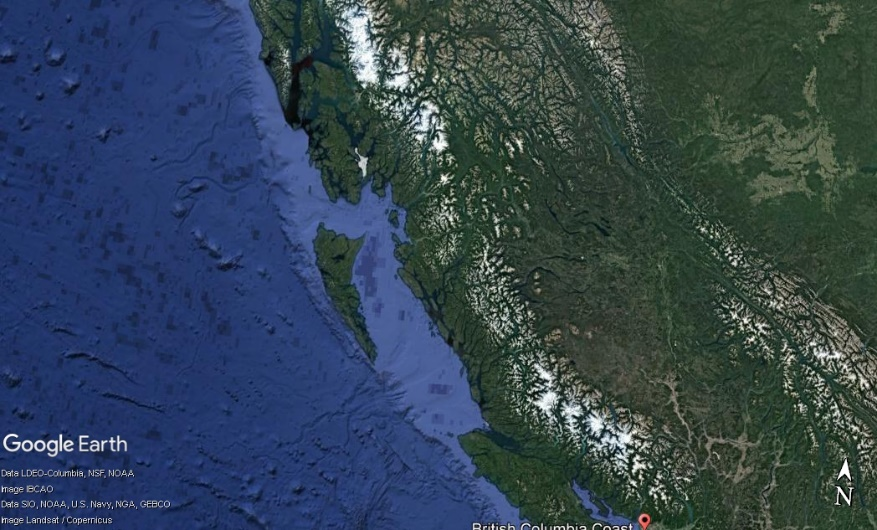 Google Earth
Data LDEO-Columbia, NSF, NOAA
Image IBCAO
Data SIO, NOAA, U.S. Navy, NGA, GEBCO
Image Landsat / Copernicus
British Columbia Coast
N